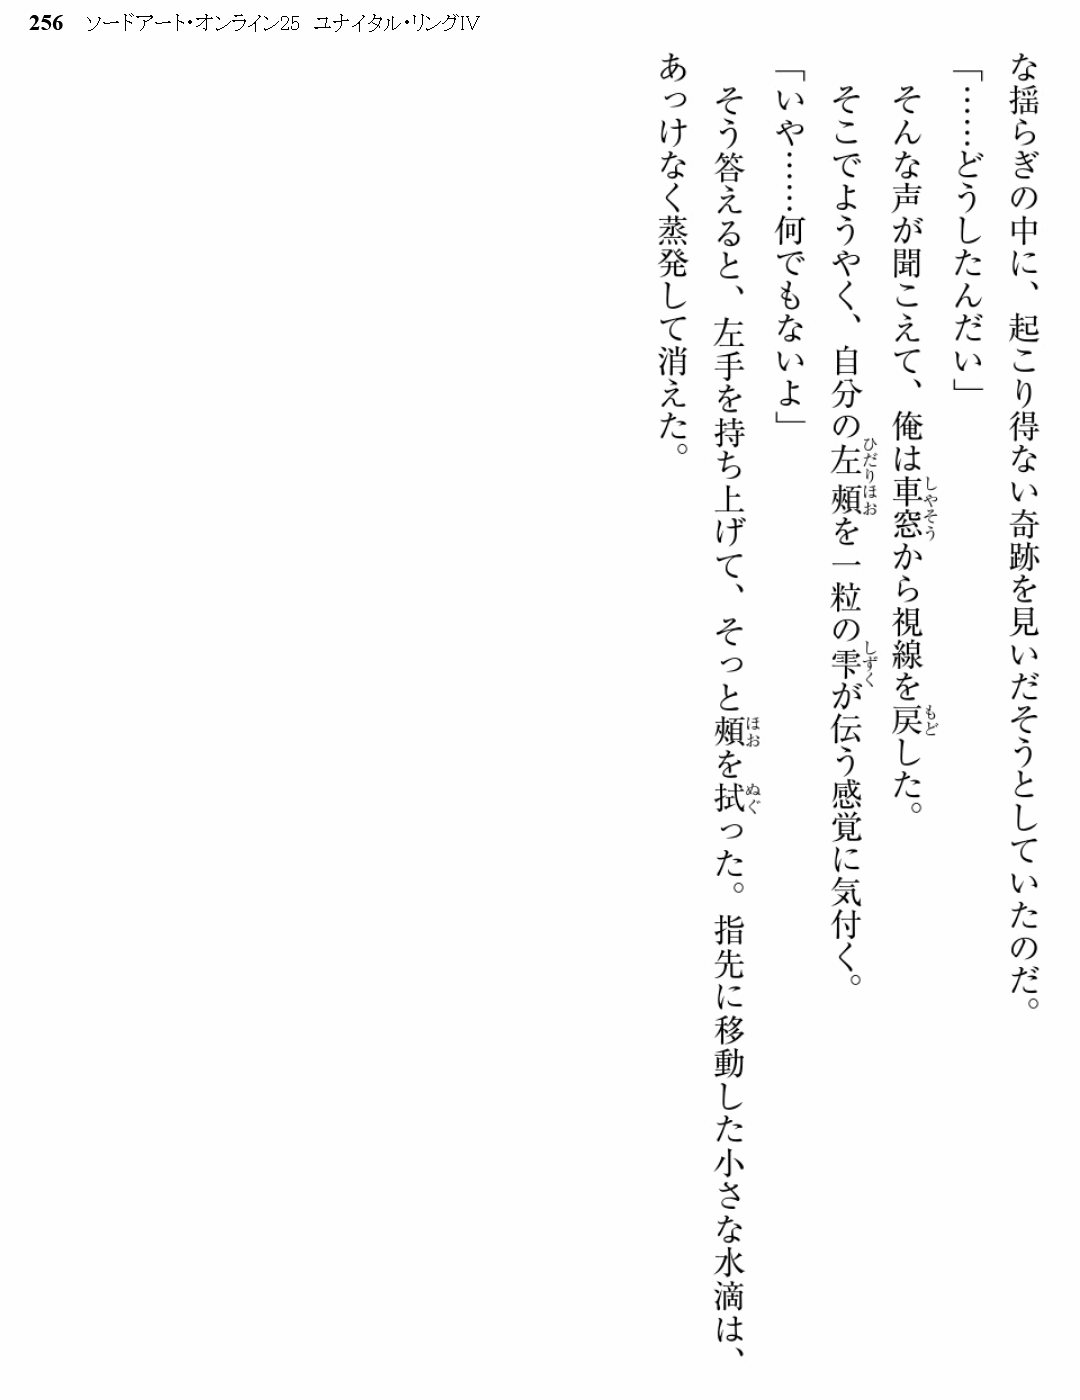 256 ソードアート・オンライン25 ユナイタル・リングIV
な揺らぎの中に、起こり得ない奇跡を見いだそうとしていたのだ。
「……どうしたんだい」
そんな声が聞こえて、俺は車窓から視線を戻した。
そこでようやく、自分の左頰を一粒の雫が伝う感覚に気付く。
「いや……何でもないよ」
そう答えると、左手を持ち上げて、そっと頰を拭った。指先に移動した小さな水滴は、
あっけなく蒸発して消えた。
しやそう
もど
ひだりほお
しずく
ほお
ぬぐ